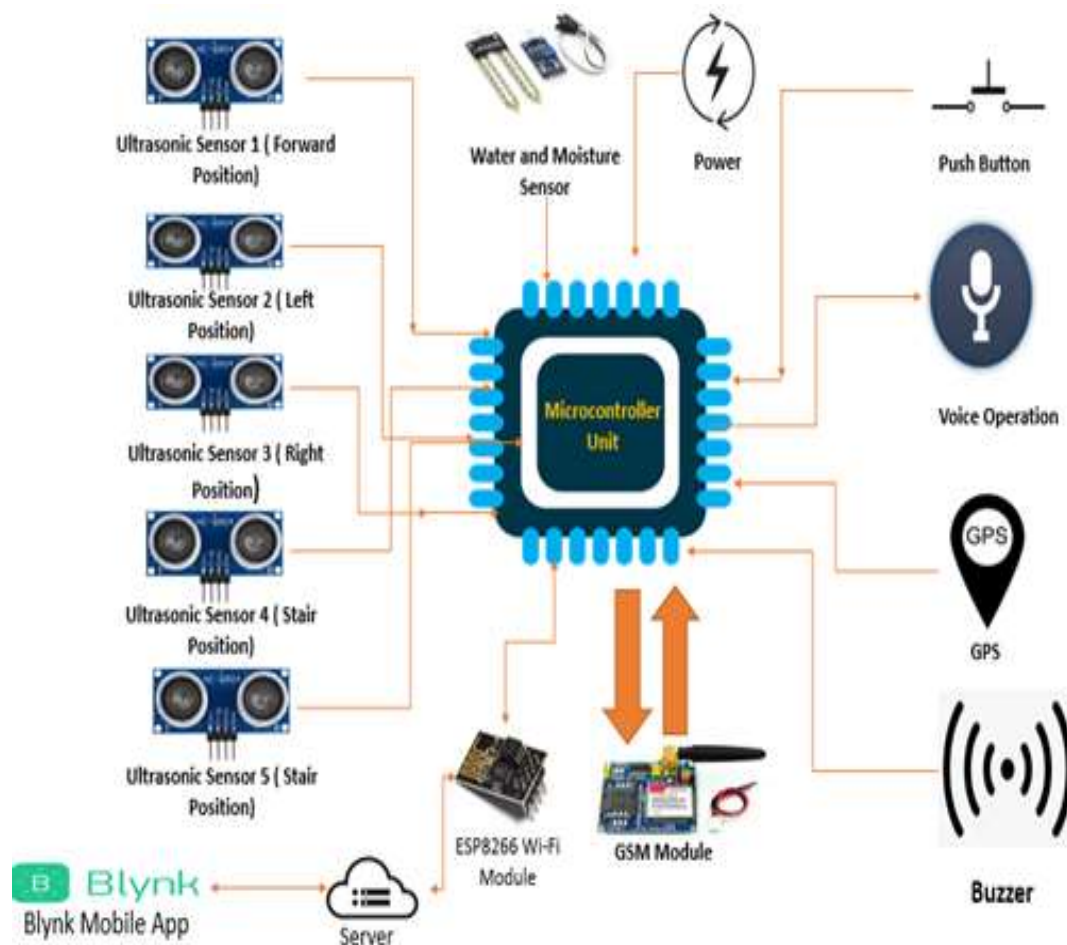 Ultrasonic Sensor 1 ( Forward
Position)
Ultrasonic Sensor 2 ( Left
Position)
Ultrasonic Sensor 3 ( Right
Position)
Ultrasonic Sensor 4 ( Stair
Position)
Ultrasonic Sensor 5 ( Stair
Position)
Water and Moisture
Sensor
Power
Push Button
Voice Operation
Microcontroller
Unit
GPS
GPS
Buzzer
GSM Module
ESP8266 Wi-Fi
Module
Server
B Blynk
Blynk Mobile App